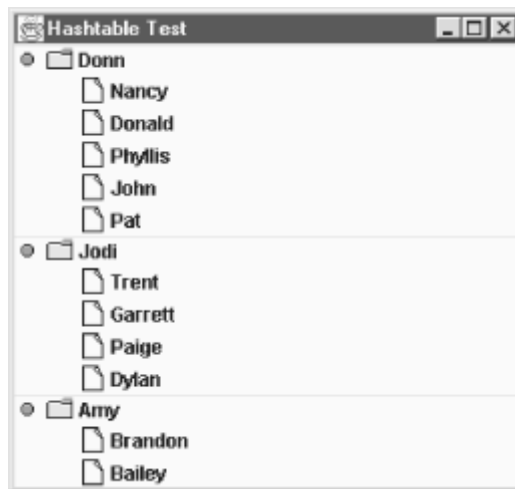 Hashtable Test
Donn
Nancy
Donald
Phyllis
John
Pat
Jodi
Trent
Garrett
Paige
Dylan
Amy
Brandon
Bailey